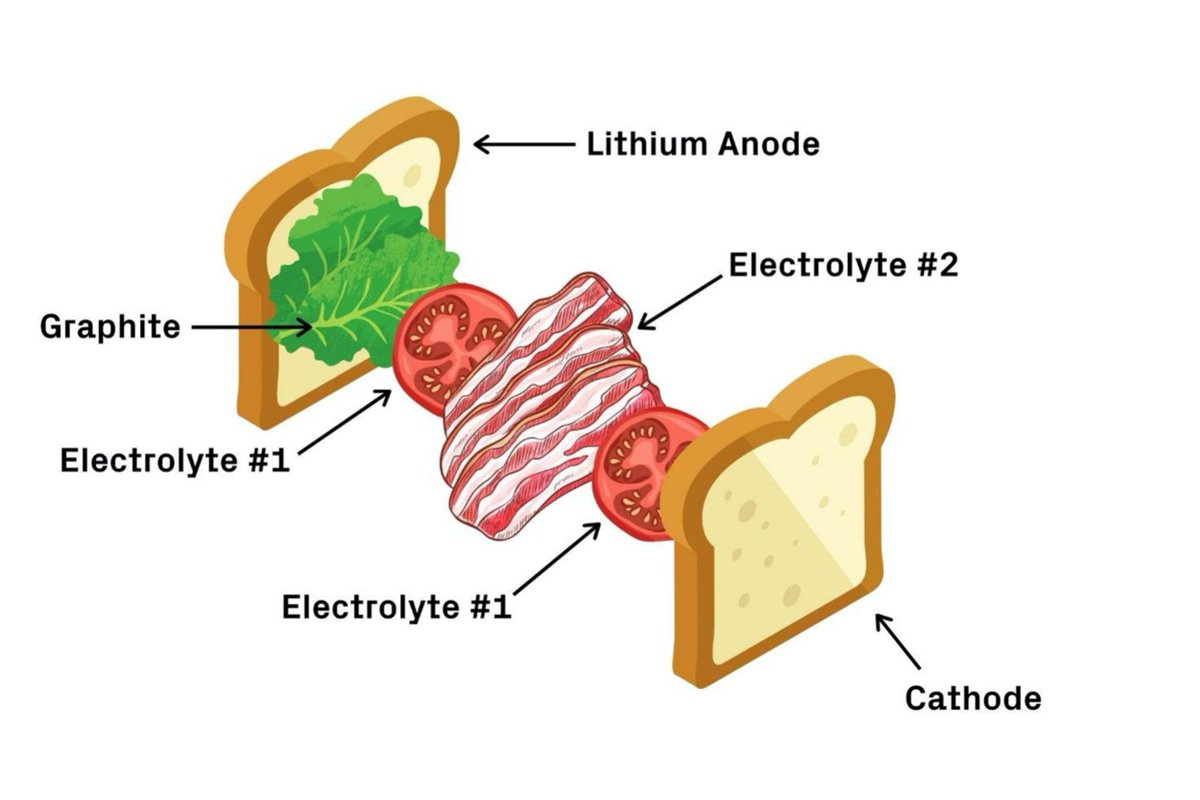 Lithium Anode
Electrolyte #2
Graphite
Electrolyte #1
Electrolyte #1
Cathode